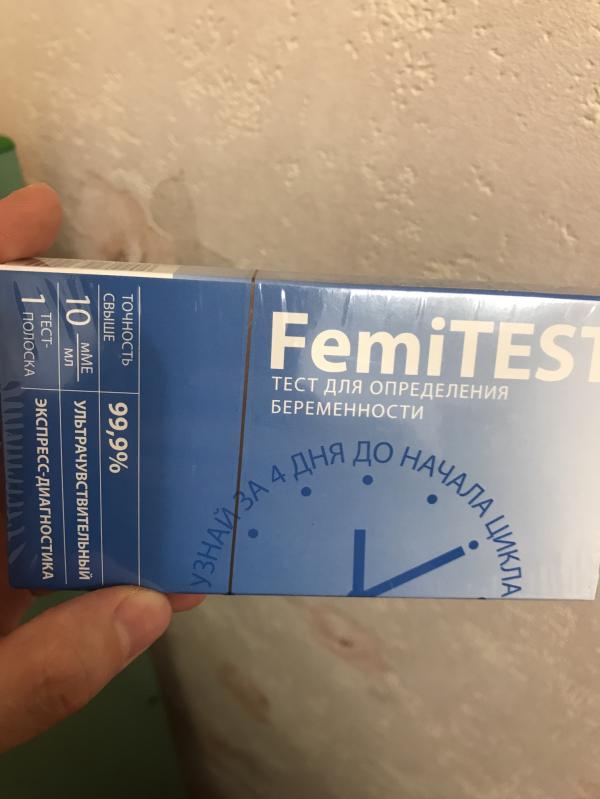 FemiTEST
ТЕСТ ДЛЯ ОПРЕДЕЛЕНИЯ
БЕРЕМЕННОСТИ
УЗНАЙ ЗА 4 ДНЯ ДО НАЧАЛА ЦИКЛА
ТОЧНОСТЬ
СВЫШЕ
99,9%
10 мМЕ
мл
УЛЬТРАЧУВСТВИТЕЛЬНЫЙ
1 ТЕСТ-
ПОЛОСКА
ЭКСПРЕСС-ДИАГНОСТИКА